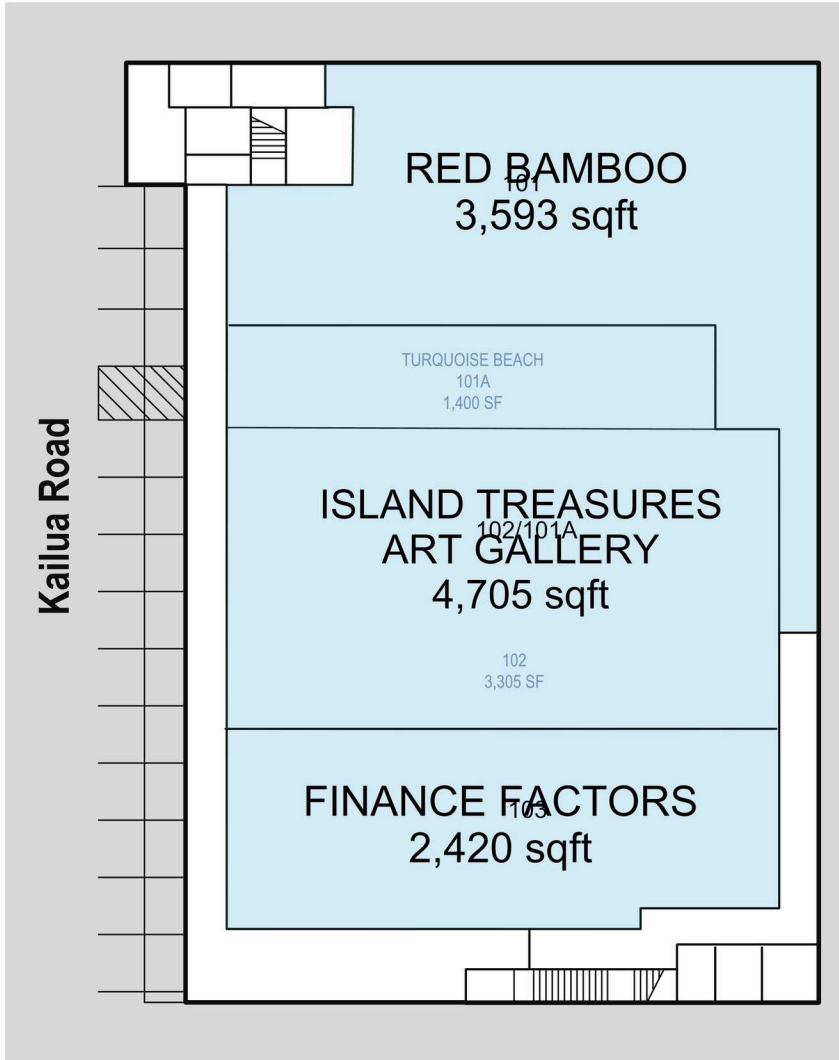 RED BAMBOO
101
3,593 sqft
TURQUOISE BEACH
101A
1,400 SF
Kailua Road
ISLAND TREASURES
102/101A
ART GALLERY
4,705 sqft
102
3,305 SF
FINANCE FACTORS
103
2,420 sqft